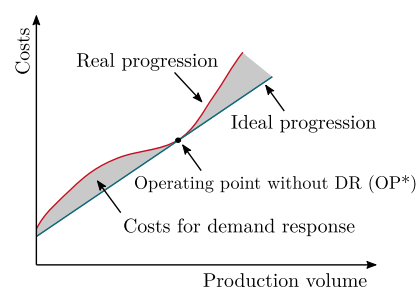 Costs
Real progression
Ideal progression
Operating point without DR (OP*)
Costs for demand response
Production volume